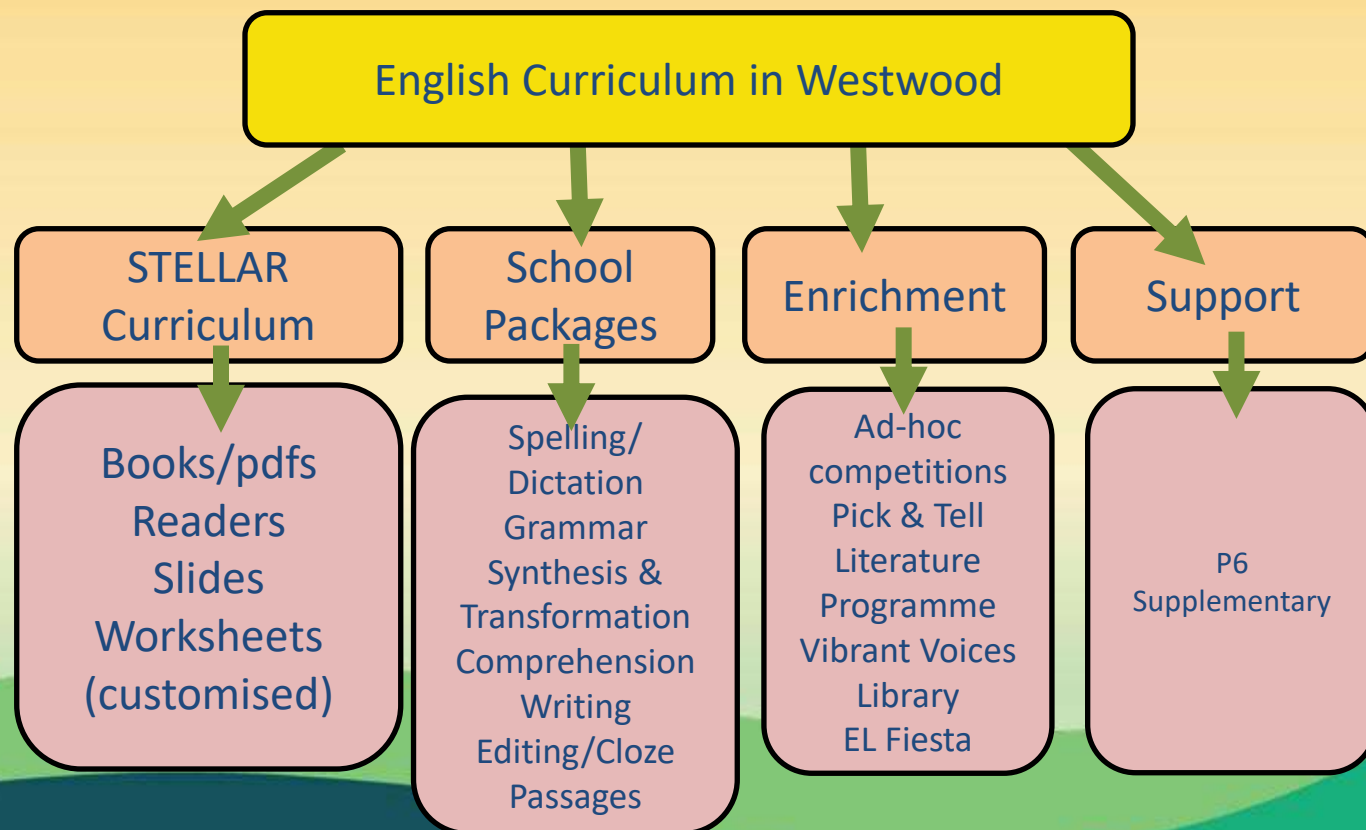 English Curriculum in Westwood
STELLAR
Curriculum
School
Packages
Enrichment
Support
Books/pdfs
Readers
Slides
Worksheets
(customised)
Spelling/
Dictation
Grammar
Synthesis &
Transformation
Comprehension
Writing
Editing/Cloze
Passages
Ad-hoc
competitions
Pick & Tell
Literature
Programme
Vibrant Voices
Library
EL Fiesta
P6
Supplementary